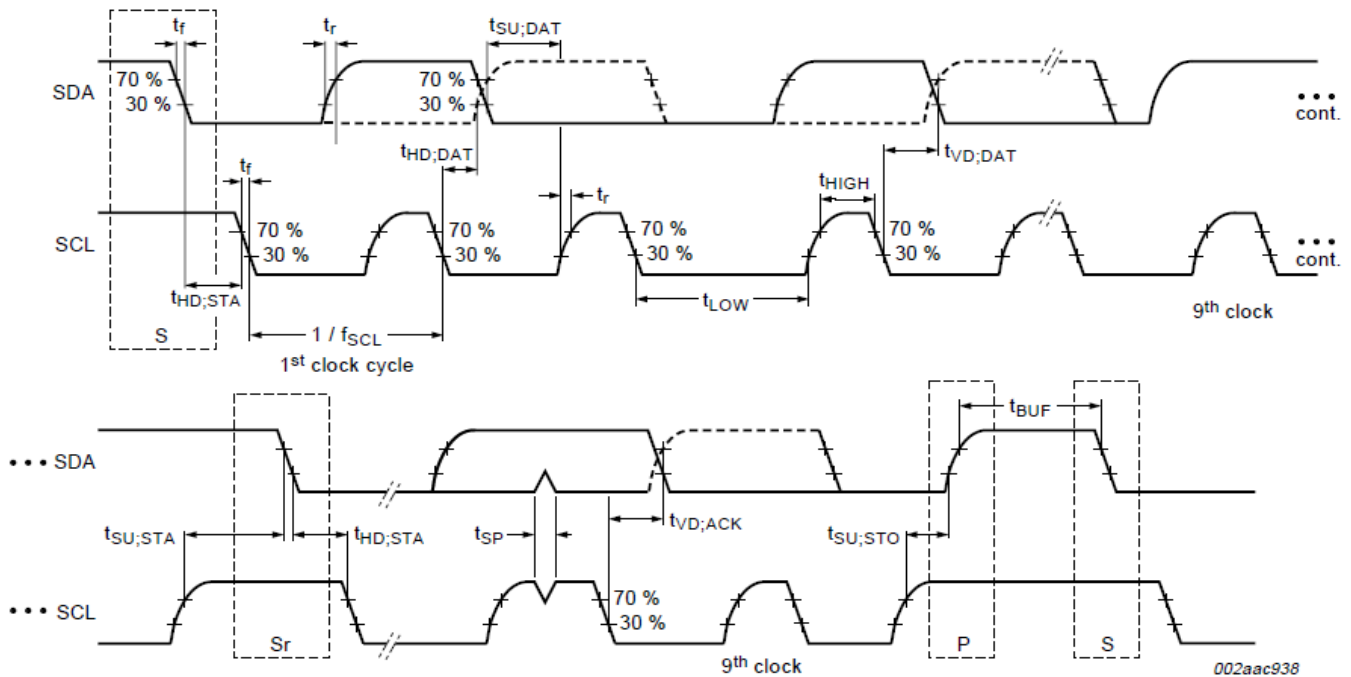 tf tr tSU;DAT
70 % 70 %
SDA
30 % 30 %
cont.
tHD;DAT tVD;DAT
tf tr tHIGH
70 % 70 % 70 % 70 %
SCL
30 % 30 % 30 % 30 %
cont.
tHD;STA tLOW
9th clock
S 1 / fSCL
1st clock cycle
tBUF
••• SDA
tSU;STA tHD;STA tSP tVD;ACK tSU;STO
70 %
••• SCL
30 %
Sr P S
9th clock
002aac938